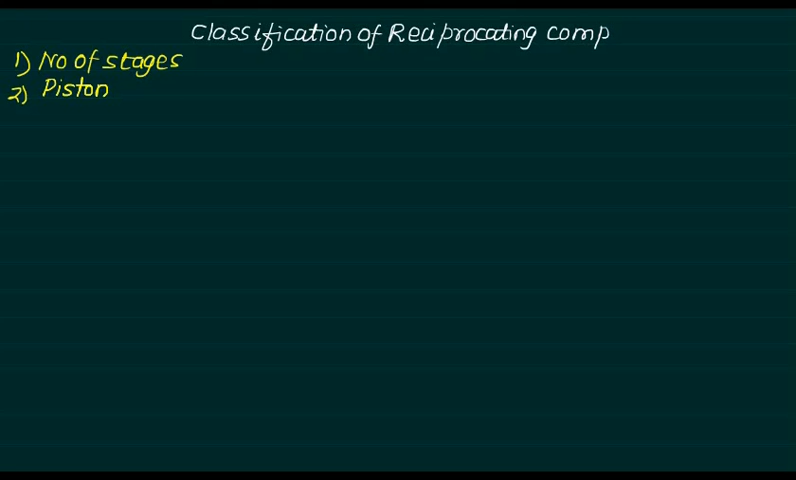 Classification of Reciprocating comp
1) No of stages
2) Piston